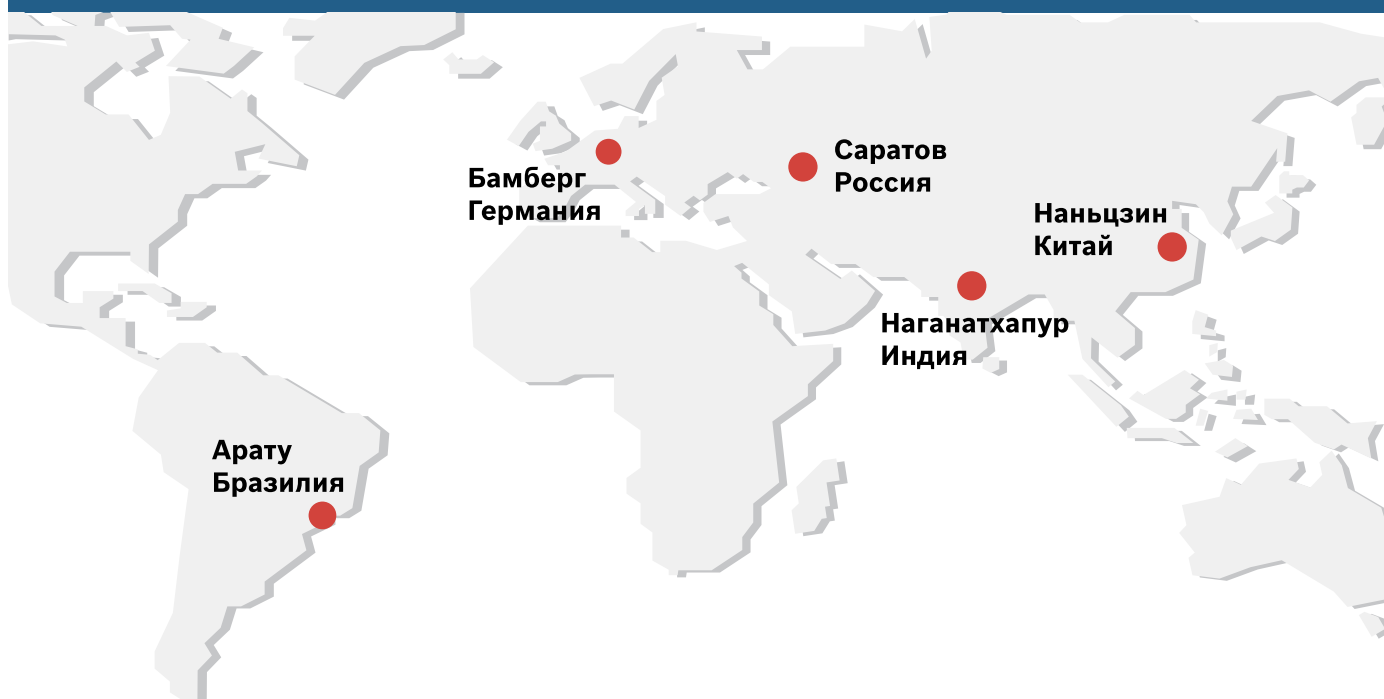 Саратов
Россия
Бамберг
Германия
Наньцзин
Китай
Наганатхапур
Индия
Арату
Бразилия